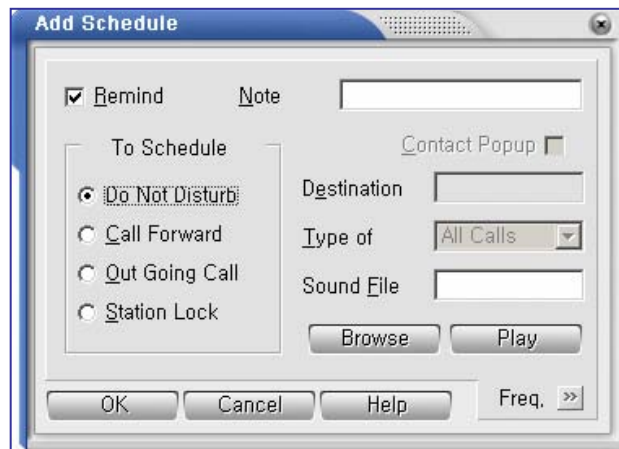 Add Schedule
Remind Note
To Schedule
Contact Popup
Do Not Disturb
Destination
Call Forward
Type of All Calls
Out Going Call
Sound File
Station Lock
Browse Play
OK Cancel Help Freq. >>